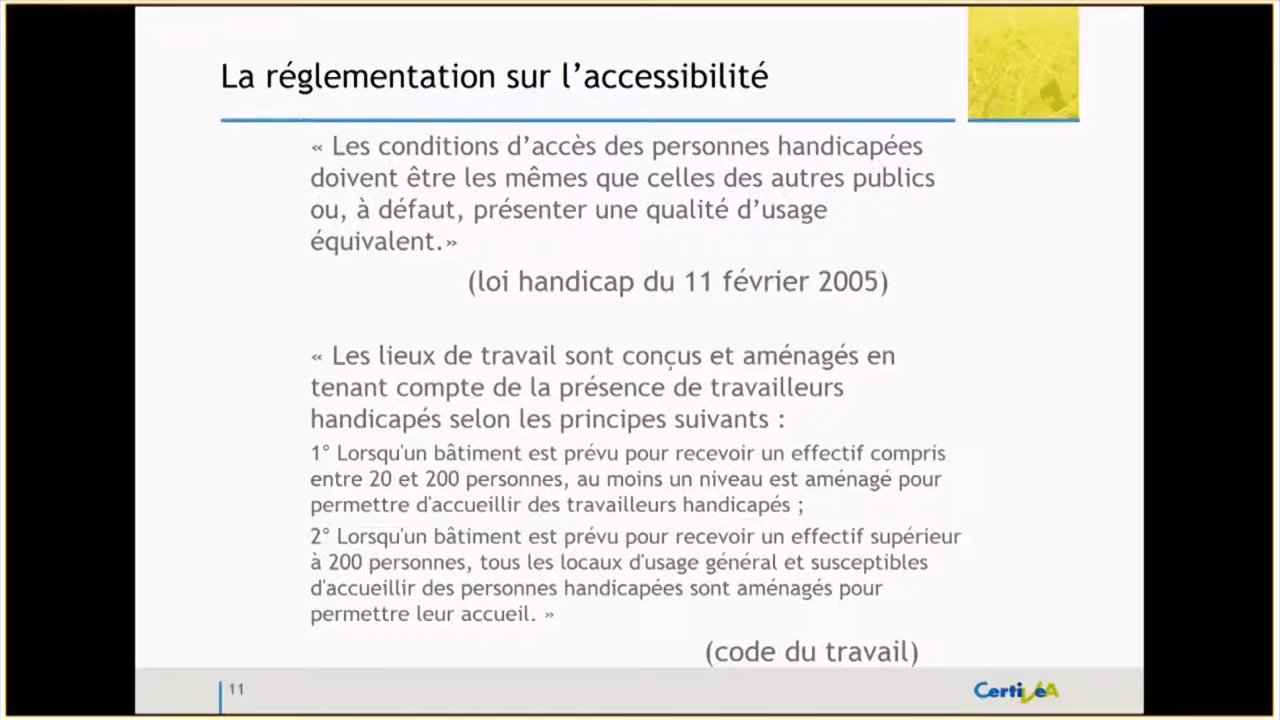 La réglementation sur l’accessibilité
« Les conditions d’accès des personnes handicapées
doivent être les mêmes que celles des autres publics
ou, à défaut, présenter une qualité d’usage
équivalent.»
(loi handicap du 11 février 2005)
« Les lieux de travail sont conçus et aménagés en
tenant compte de la présence de travailleurs
handicapés selon les principes suivants :
1° Lorsqu'un bâtiment est prévu pour recevoir un effectif compris
entre 20 et 200 personnes, au moins un niveau est aménagé pour
permettre d'accueillir des travailleurs handicapés ;
2° Lorsqu'un bâtiment est prévu pour recevoir un effectif supérieur
à 200 personnes, tous les locaux d'usage général et susceptibles
d'accueillir des personnes handicapées sont aménagés pour
permettre leur accueil. »
(code du travail)
11
CertiVéA